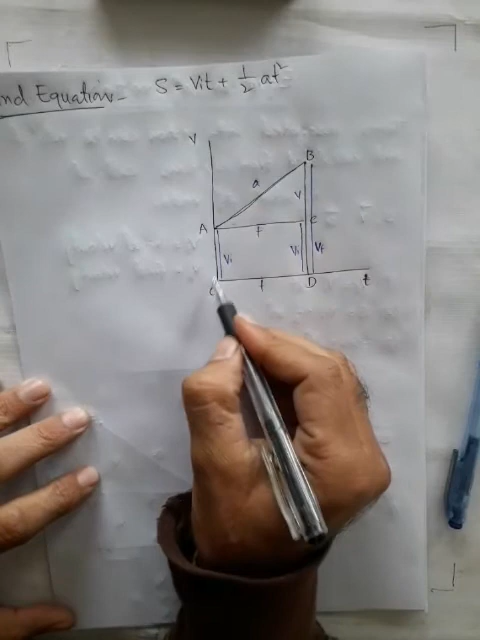 nd Equation- S = Vit + 1/2 at²
V
B
a
V
A t C
Vi Vi Vf
t D t